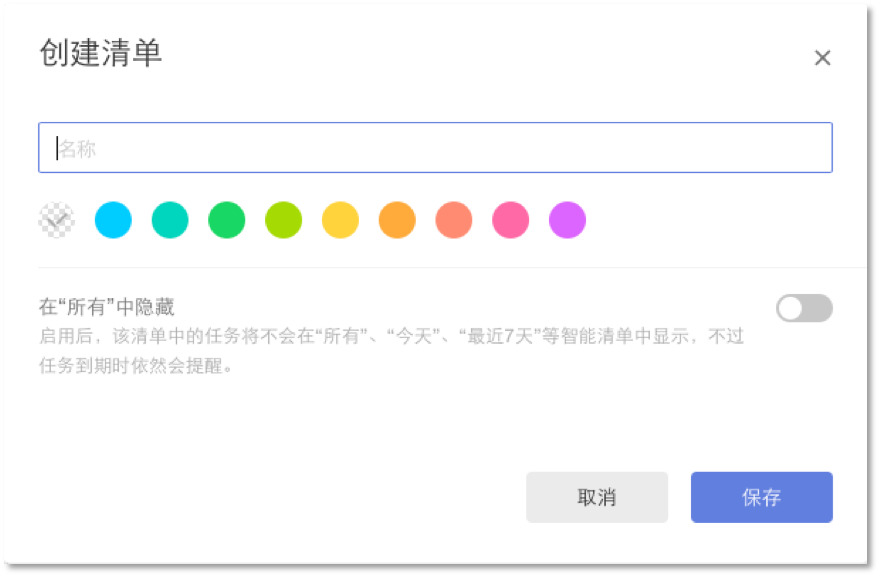 创建清单
名称
在“所有”中隐藏
启用后，该清单中的任务将不会在“所有”、“今天”、“最近7天”等智能清单中显示，不过
任务到期时依然会提醒。
取消
保存